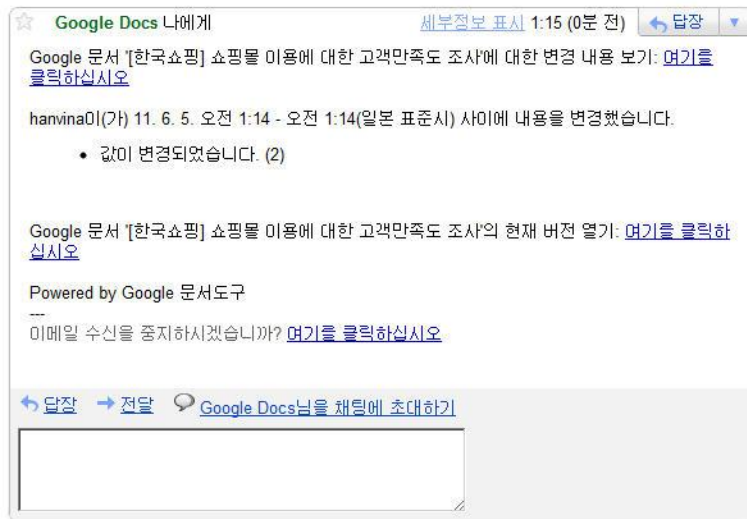 Google Docs 나에게 세부정보 표시 1:15 (0분 전) 답장
Google 문서 '[한국쇼핑] 쇼핑몰 이용에 대한 고객만족도 조사'에 대한 변경 내용 보기: 여기를
클릭하십시오
hanvina이(가) 11. 6. 5. 오전 1:14 - 오전 1:14(일본 표준시) 사이에 내용을 변경했습니다.
• 값이 변경되었습니다. (2)
Google 문서 '[한국쇼핑] 쇼핑몰 이용에 대한 고객만족도 조사'의 현재 버전 열기: 여기를 클릭하
십시오
Powered by Google 문서도구
---
이메일 수신을 중지하시겠습니까? 여기를 클릭하십시오
답장 전달 Google Docs님을 채팅에 초대하기